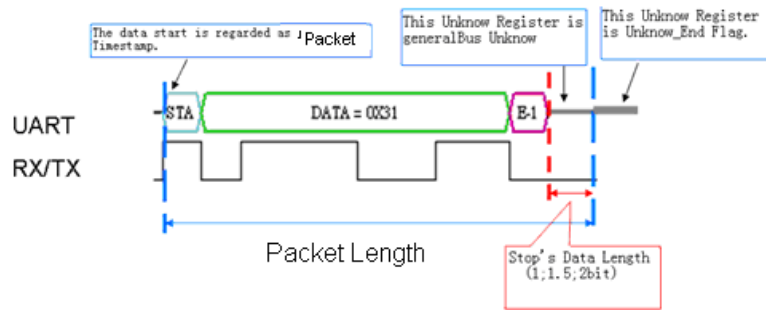 The data start is regarded as ' Packet
Timestamp.
This Unknow Register is
generalBus Unknow
This Unknow Register
is Unknow_End Flag.
STA
DATA = 0X31
E-1
UART
RX/TX
Packet Length
Stop's Data Length
(1;1.5;2bit)